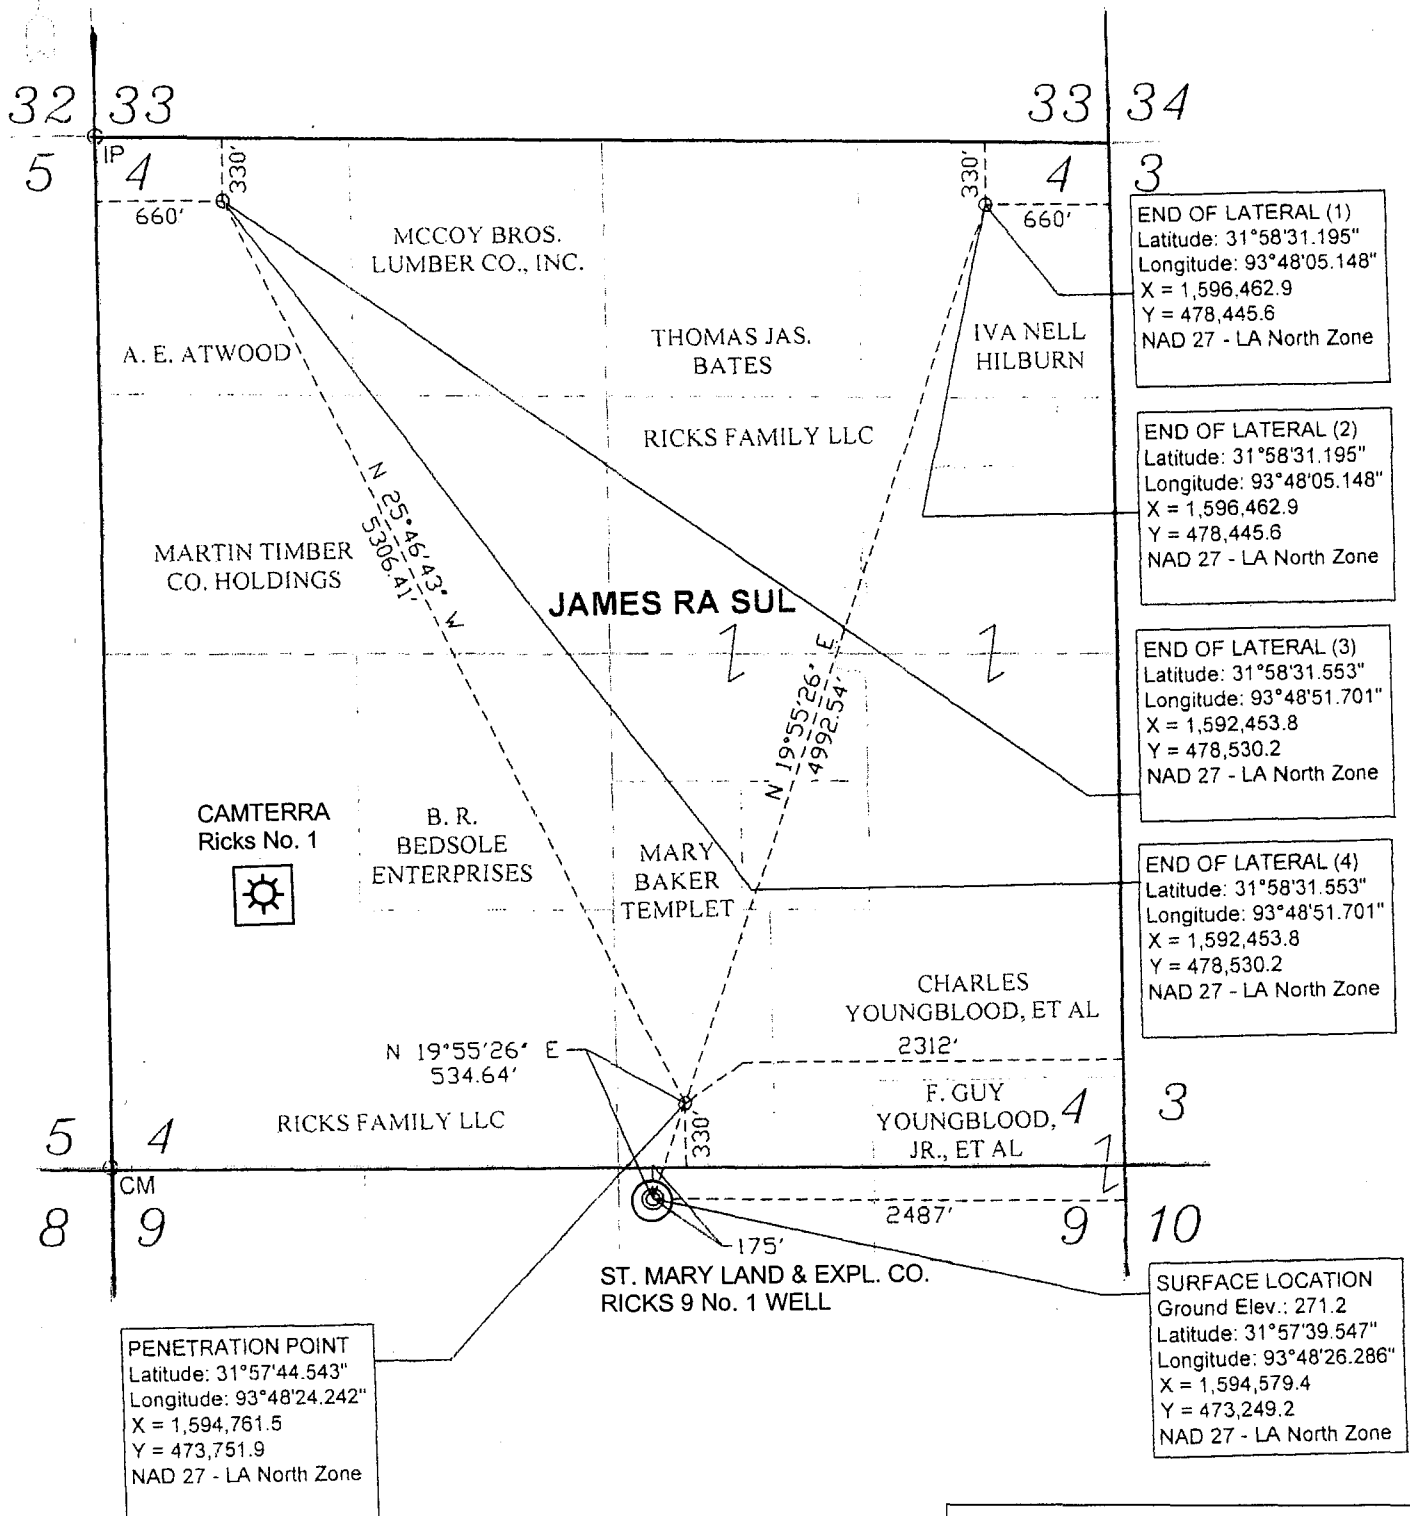 32 33
33 34
5 IP 4
4 3
330'
660'
330'
660'
MCCOY BROS.
LUMBER CO., INC.
A. E. ATWOOD
THOMAS JAS.
BATES
IVA NELL
HILBURN
RICKS FAMILY LLC
N 25°46'43" W
5306.41'
MARTIN TIMBER
CO. HOLDINGS
JAMES RA SUL
N 19°55'26" E
4992.54'
CAMTERRA
Ricks No. 1
B. R.
BEDSOLE
ENTERPRISES
MARY
BAKER
TEMPLET
CHARLES
YOUNGBLOOD, ET AL
2312'
N 19°55'26" E
534.64'
RICKS FAMILY LLC
330'
F. GUY
YOUNGBLOOD,
JR., ET AL
5 4
4 3
CM
8 9
9 10
2487'
175'
ST. MARY LAND & EXPL. CO.
RICKS 9 No. 1 WELL
END OF LATERAL (1)
Latitude: 31°58'31.195"
Longitude: 93°48'05.148"
X = 1,596,462.9
Y = 478,445.6
NAD 27 - LA North Zone
END OF LATERAL (2)
Latitude: 31°58'31.195"
Longitude: 93°48'05.148"
X = 1,596,462.9
Y = 478,445.6
NAD 27 - LA North Zone
END OF LATERAL (3)
Latitude: 31°58'31.553"
Longitude: 93°48'51.701"
X = 1,592,453.8
Y = 478,530.2
NAD 27 - LA North Zone
END OF LATERAL (4)
Latitude: 31°58'31.553"
Longitude: 93°48'51.701"
X = 1,592,453.8
Y = 478,530.2
NAD 27 - LA North Zone
SURFACE LOCATION
Ground Elev.: 271.2
Latitude: 31°57'39.547"
Longitude: 93°48'26.286"
X = 1,594,579.4
Y = 473,249.2
NAD 27 - LA North Zone
PENETRATION POINT
Latitude: 31°57'44.543"
Longitude: 93°48'24.242"
X = 1,594,761.5
Y = 473,751.9
NAD 27 - LA North Zone